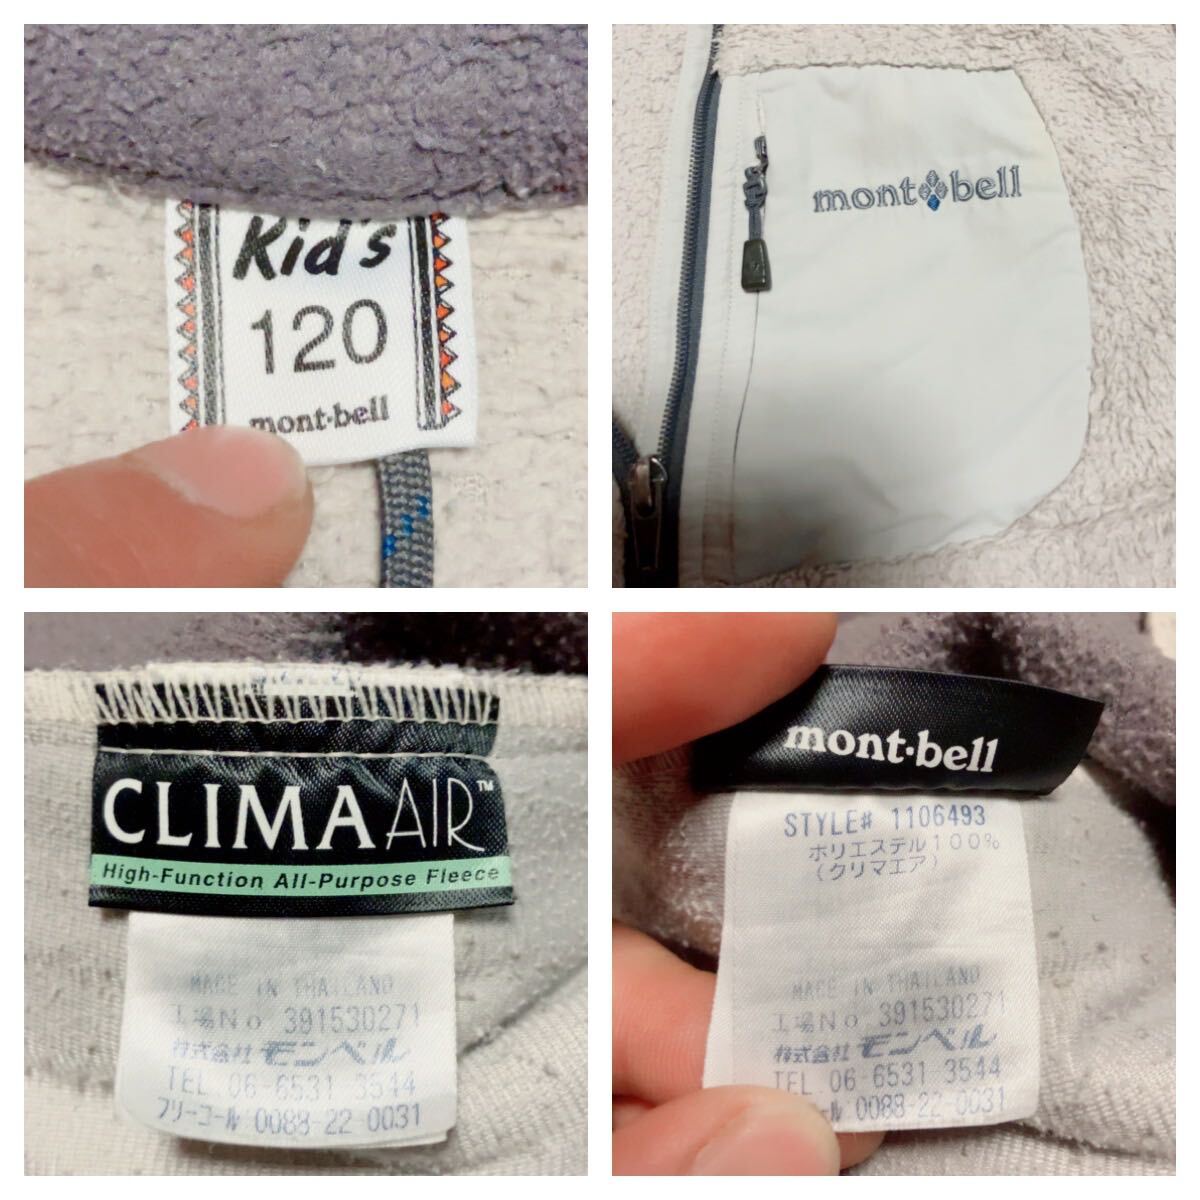 Kid's
120
mont·bell
mont bell
CLIMA AIR™
High-Function All-Purpose Fleece
MADE IN THAILAND
工場No 391530271
株式会社 モンベル
TEL 06-6531 3544
フリーコール 0088-22-0031
mont·bell
STYLE# 1106493
ポリエステル100%
(クリマエア)
MADE IN THAILAND
工場No 391530271
株式会社 モンベル
TEL 06-6531 3544
ル 0088-22-0031